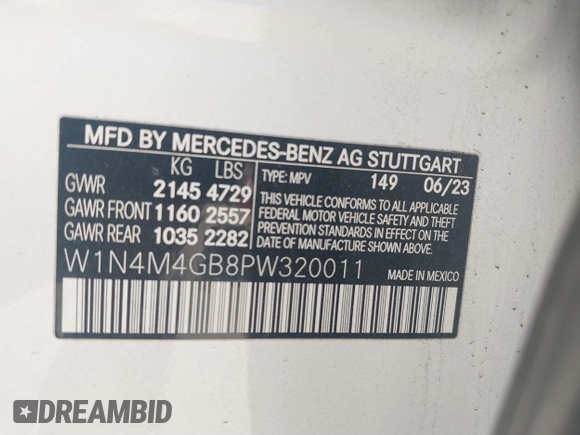 MFD BY MERCEDES-BENZ AG STUTTGART
KG LBS
TYPE: MPV 149 06/23
GVWR 2145 4729
GAWR FRONT 1160 2557
GAWR REAR 1035 2282
THIS VEHICLE CONFORMS TO ALL APPLICABLE
FEDERAL MOTOR VEHICLE SAFETY AND THEFT
PREVENTION STANDARDS IN EFFECT ON THE DATE
OF MANUFACTURE SHOWN ABOVE.
W1N4M4GB8PW320011
MADE IN MEXICO
DREAMBID